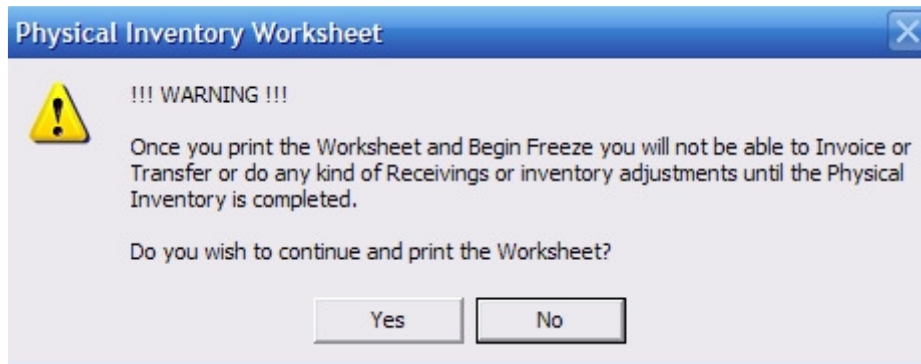 Physical Inventory Worksheet
!!! WARNING !!!
Once you print the Worksheet and Begin Freeze you will not be able to Invoice or
Transfer or do any kind of Receivings or inventory adjustments until the Physical
Inventory is completed.
Do you wish to continue and print the Worksheet?
Yes
No